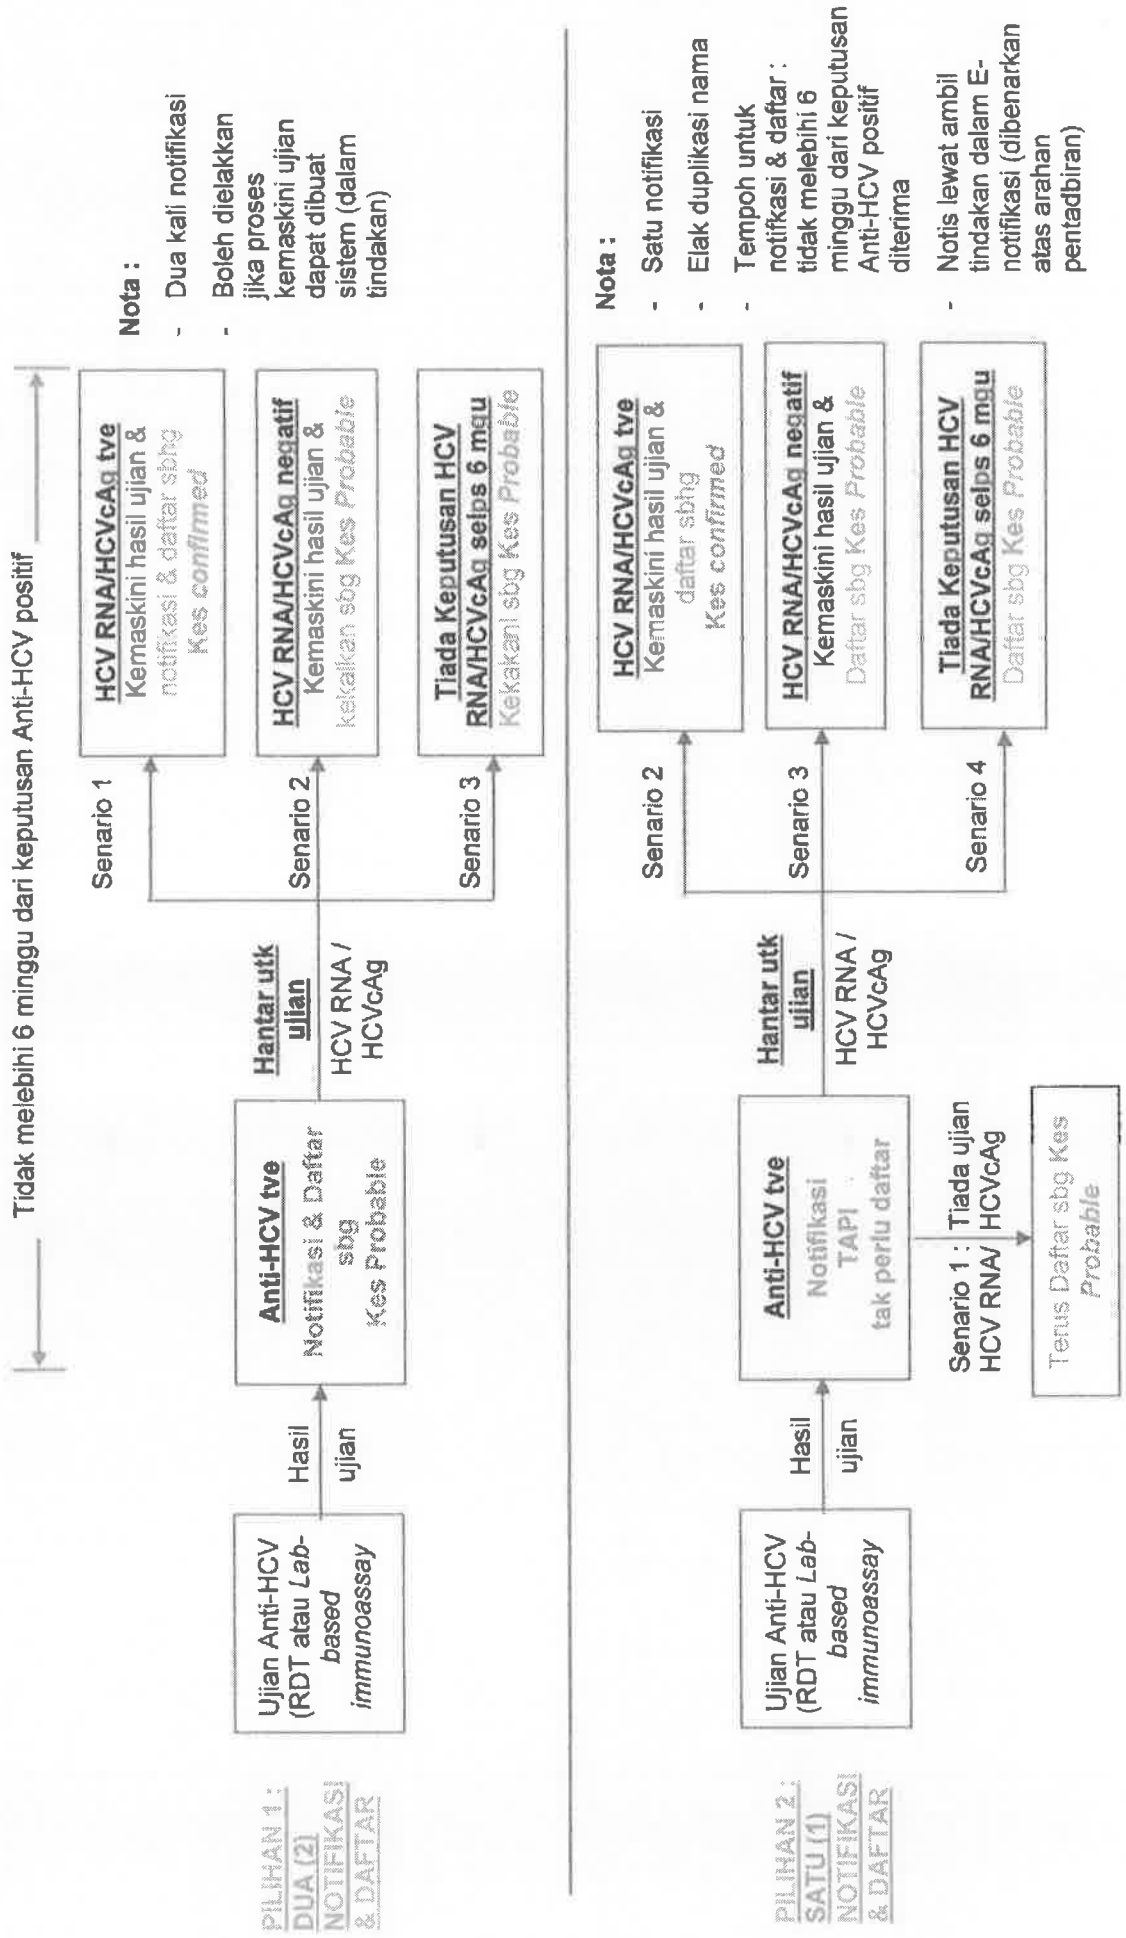 Tidak melebihi 6 minggu dari keputusan Anti-HCV positif
PILIHAN 1 :
DUA (2)
NOTIFIKASI
& DAFTAR
Ujian Anti-HCV
(RDT atau Lab-
based
immunoassay
Hasil
ujian
Anti-HCV tve
Notifikasi & Daftar
sbg
Kes Probable
Hantar utk
ujian
HCV RNA /
HCVcAg
Senario 1
HCV RNA/HCVcAg tve
Kemaskini hasil ujian &
notifikasi & daftar sbhg
Kes confirmed
Senario 2
HCV RNA/HCVcAg negatif
Kemaskini hasil ujian &
kekalkan sbg Kes Probable
Senario 3
Tiada Keputusan HCV
RNA/HCVcAg selps 6 mgu
Kekakanl sbg Kes Probable
Nota :
- Dua kali notifikasi
- Boleh dielakkan
jika proses
kemaskini ujian
dapat dibuat
sistem (dalam
tindakan)
PILIHAN 2 :
SATU (1)
NOTIFIKASI
& DAFTAR
Ujian Anti-HCV
(RDT atau Lab-
based
immunoassay
Hasil
ujian
Anti-HCV tve
Notifikasi
TAPI
tak perlu daftar
Senario 1 : Tiada ujian
HCV RNA/ HCVcAg
Terus Daftar sbg Kes
Probable
Hantar utk
ujian
HCV RNA /
HCVcAg
Senario 2
HCV RNA/HCVcAg tve
Kemaskini hasil ujian &
daftar sbhg
Kes confirmed
Senario 3
HCV RNA/HCVcAg negatif
Kemaskini hasil ujian &
Daftar sbg Kes Probable
Senario 4
Tiada Keputusan HCV
RNA/HCVcAg selps 6 mgu
Daftar sbg Kes Probable
Nota :
- Satu notifikasi
- Elak duplikasi nama
- Tempoh untuk
notifkasi & daftar :
tidak melebihi 6
minggu dari keputusan
Anti-HCV positif
diterima
- Notis lewat ambil
tindakan dalam E-
notifikasi (dibenarkan
atas arahan
pentadbiran)